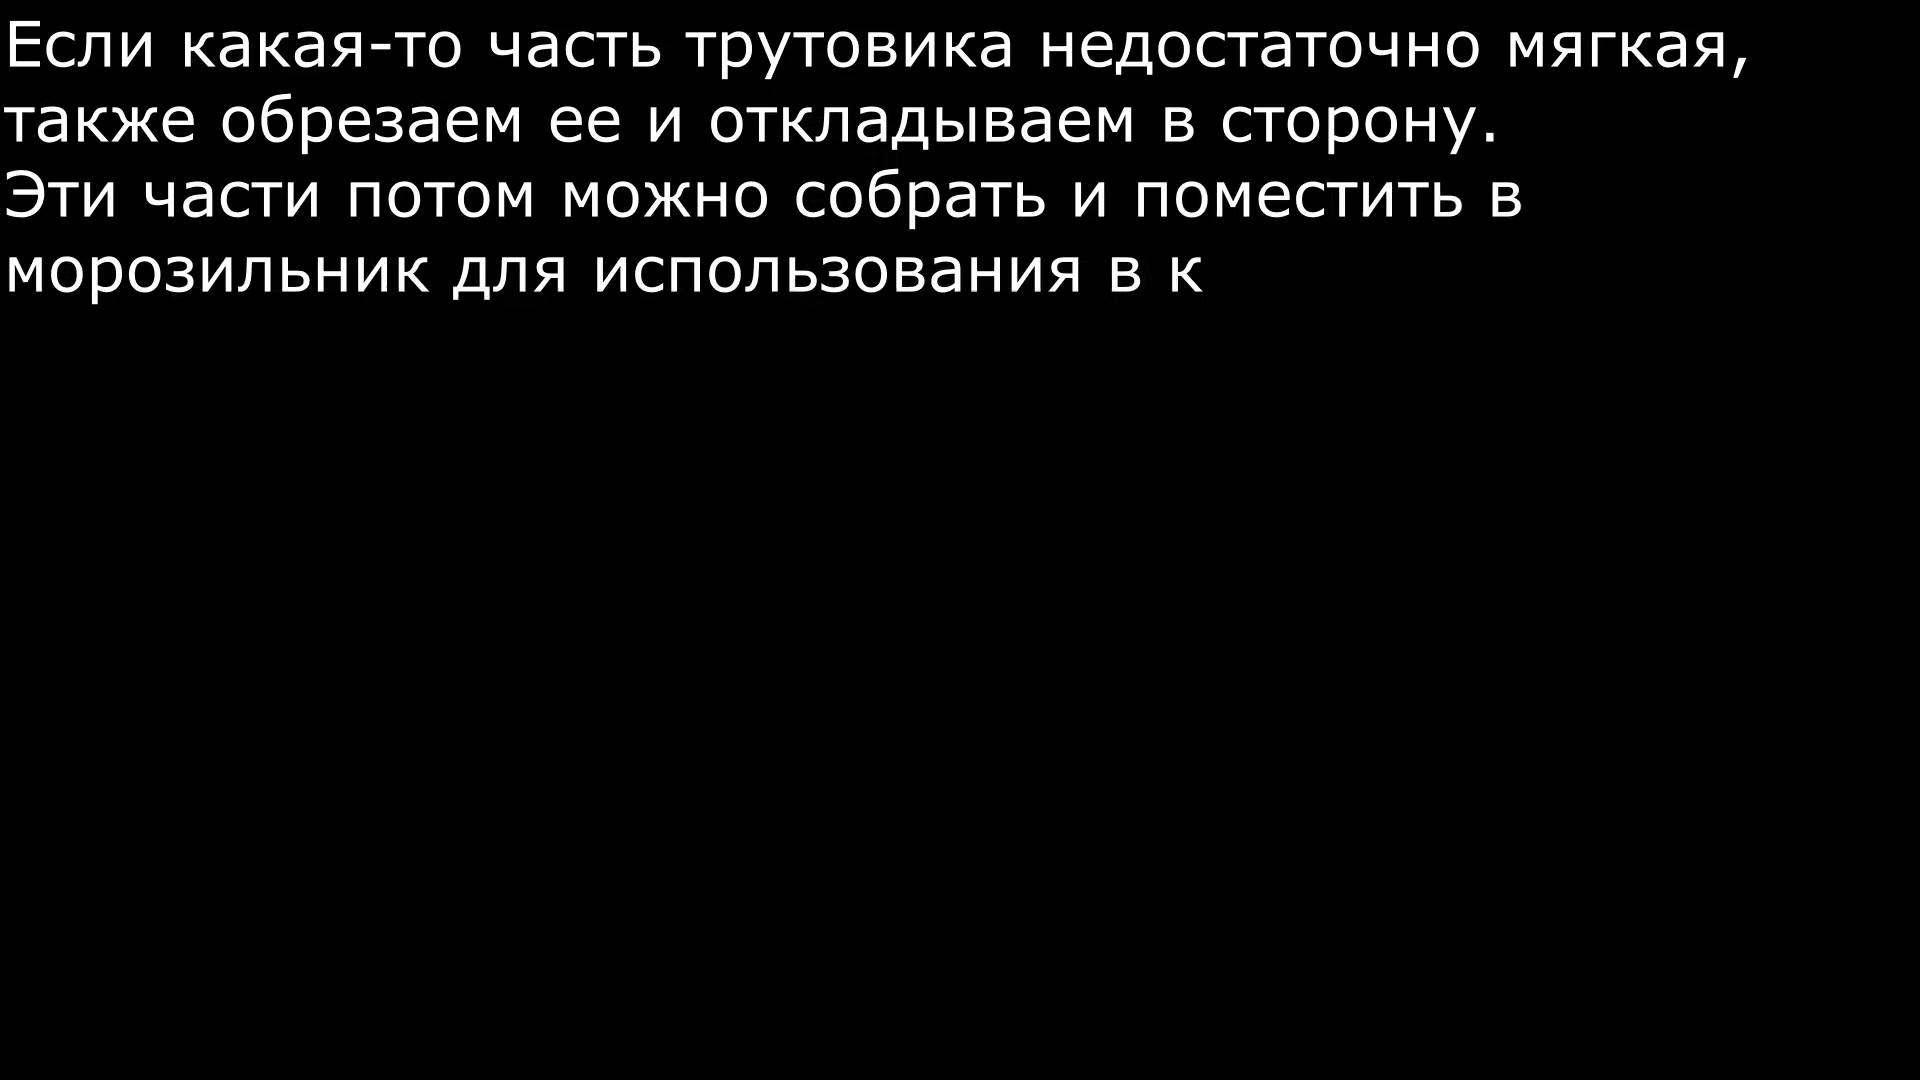 Если какая-то часть трутовика недостаточно мягкая,
также обрезаем ее и откладываем в сторону.
Эти части потом можно собрать и поместить в
морозильник для использования в к